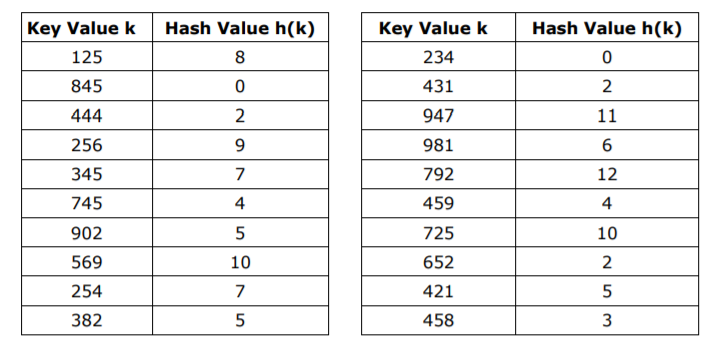 Key Value k Hash Value h(k) Key Value k Hash Value h(k)
125 8 234 0
845 0 431 2
444 2 947 11
256 9 981 6
345 7 792 12
745 4 459 4
902 5 725 10
569 10 652 2
254 7 421 5
382 5 458 3